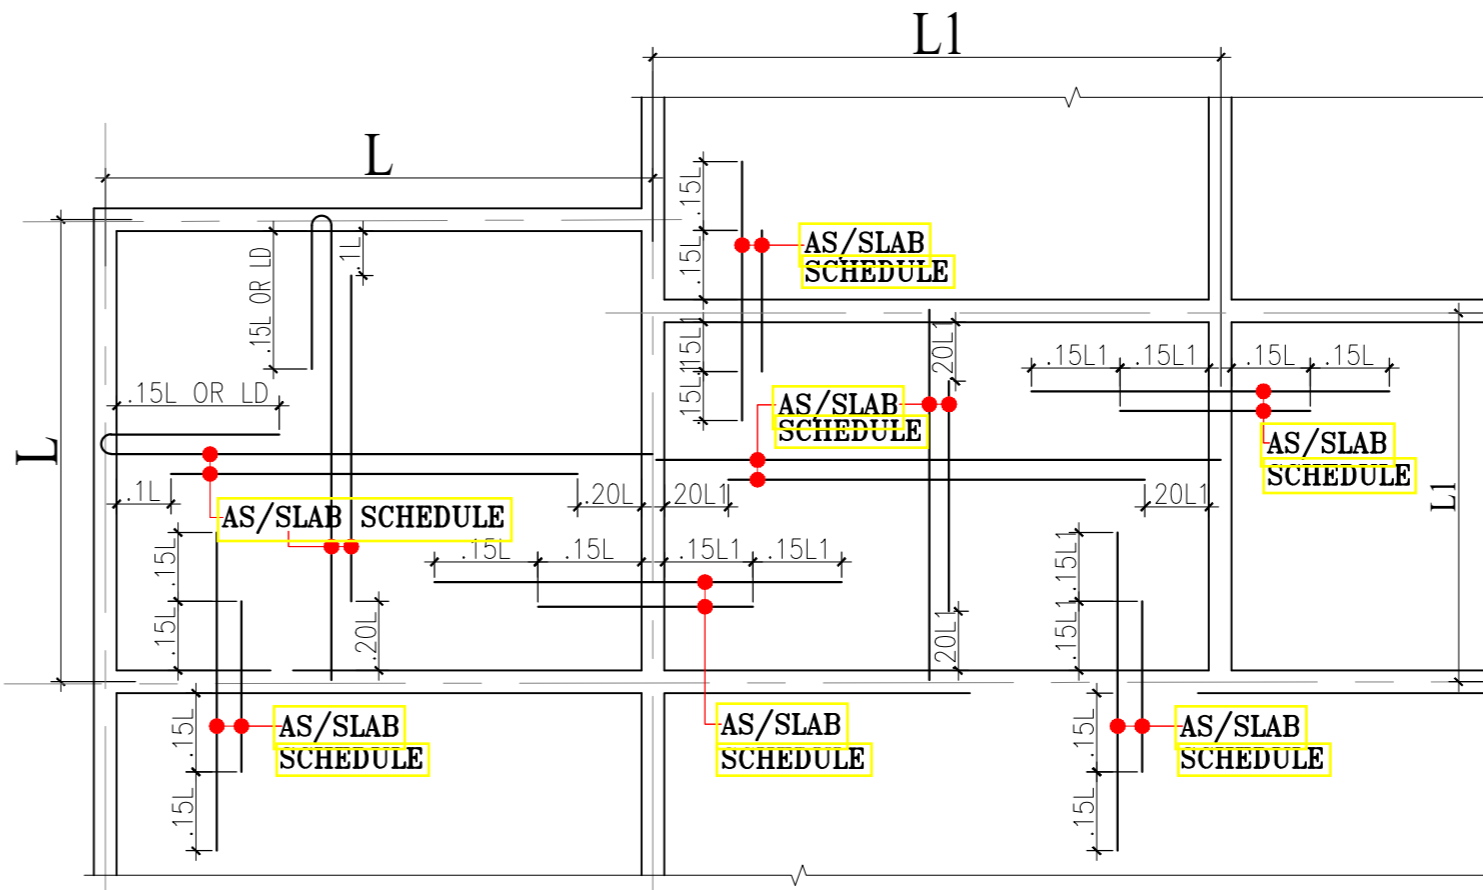 L1
L
.15L
AS/SLAB
SCHEDULE
.1L
.15L
.15L OR LD
.15L1
20L1
.15L1
.15L1
.15L
.15L
.15L OR LD
.15L
AS/SLAB
SCHEDULE
AS/SLAB
SCHEDULE
L
.1L
.20L
20L1
.20L1
L1
AS/SLAB SCHEDULE
.15L
.15L
.15L
.15L1
.15L1
.15L1
.15L
.20L
20L1
.15L1
.15L
AS/SLAB
SCHEDULE
AS/SLAB
SCHEDULE
.15L
AS/SLAB
SCHEDULE
.15L
.15L